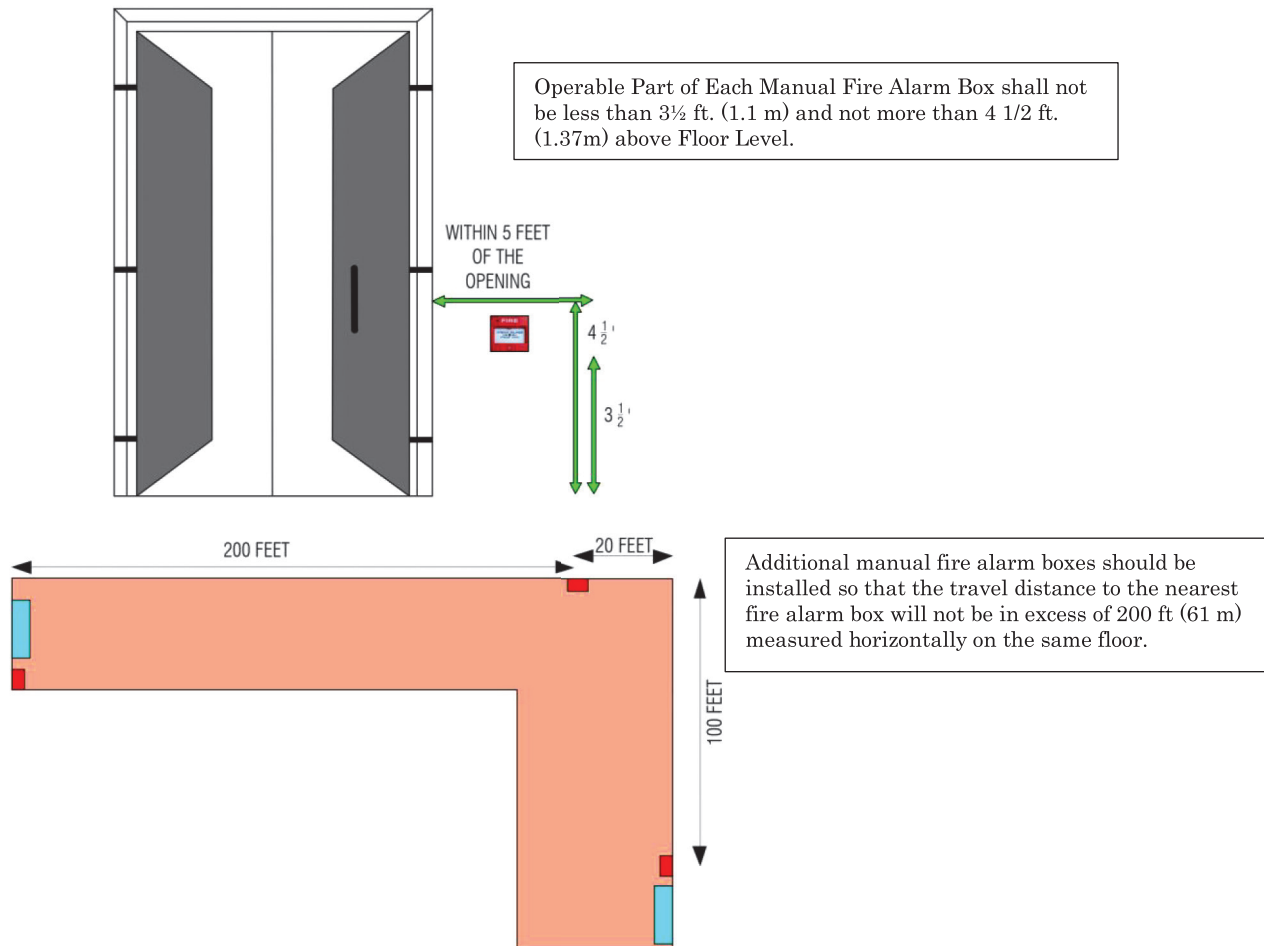 Operable Part of Each Manual Fire Alarm Box shall not
be less than 3½ ft. (1.1 m) and not more than 4 1/2 ft.
(1.37m) above Floor Level.
WITHIN 5 FEET
OF THE
OPENING
FIRE
4 1/2'
3 1/2'
200 FEET
20 FEET
Additional manual fire alarm boxes should be
installed so that the travel distance to the nearest
fire alarm box will not be in excess of 200 ft (61 m)
measured horizontally on the same floor.
100 FEET